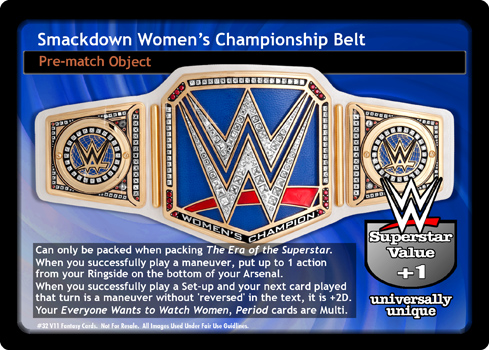 Smackdown Women's Championship Belt
Pre-match Object
WOMEN'S CHAMPION
Can only be packed when packing The Era of the Superstar.
When you successfully play a maneuver, put up to 1 action
from your Ringside on the bottom of your Arsenal.
When you successfully play a Set-up and your next card played
that turn is a maneuver without 'reversed' in the text, it is +2D.
Your Everyone Wants to Watch Women, Period cards are Multi.
Superstar
Value
+1
universally
unique
#32 V11 Fantasy Cards. Not For Resale. All Images Used Under Fair Use Guidlines.